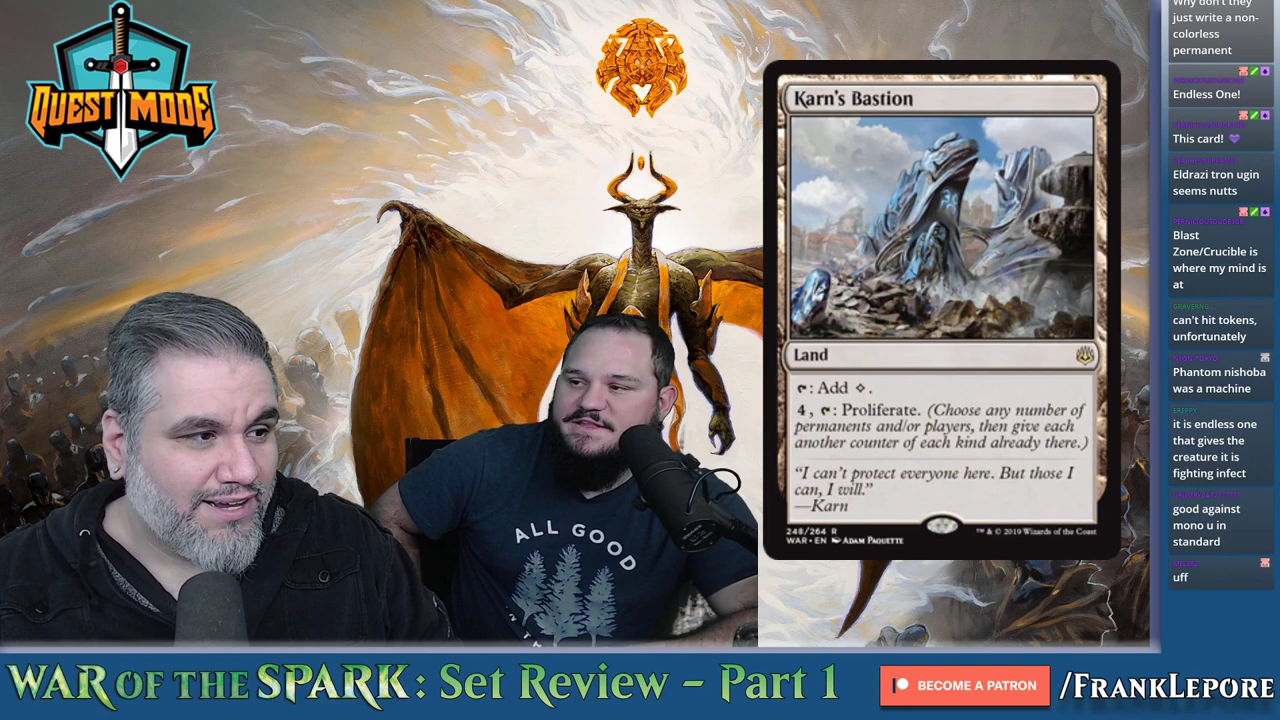 QUEST MODE
Karn's Bastion
Land
: Add .
4, : Proliferate. (Choose any number of
permanents and/or players, then give each
another counter of each kind already there.)
"I can't protect everyone here. But those I
can, I will."
—Karn
248/264 R
WAR • EN ADAM PAQUETTE
™ & © 2019 Wizards of the Coast
ALL GOOD
Why don't they
just write a non-
colorless
permanent
Endless One!
This card! 💜
Eldrazi tron ugin
seems nutts
Blast
Zone/Crucible is
where my mind is
at
can't hit tokens,
unfortunately
Phantom nishoba
was a machine
it is endless one
that gives the
creature it is
fighting infect
good against
mono u in
standard
uff
WAR OF THE SPARK: Set Review - Part 1
BECOME A PATRON
/FRANKLEPORE